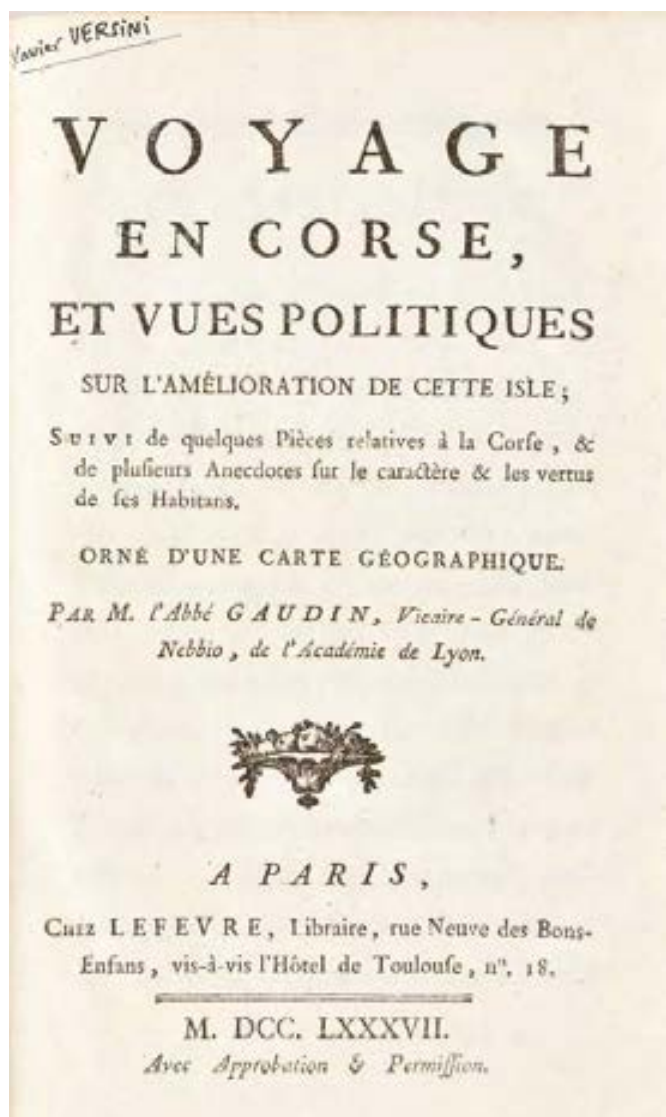 Xavier VERSINI
VOYAGE
EN CORSE,
ET VUES POLITIQUES
SUR L'AMÉLIORATION DE CETTE ISLE;
SUIVI de quelques Pièces relatives à la Corſe, &
de pluſieurs Anecdotes ſur le caractère & les vertus
de ſes Habitans.
ORNÉ D'UNE CARTE GÉOGRAPHIQUE.
PAR M. l'Abbé GAUDIN, Vicaire-Général de
Nebbio, de l'Académie de Lyon.
A PARIS,
Chez LEFEVRE, Libraire, rue Neuve des Bons-
Enfans, vis-à-vis l'Hôtel de Toulouſe, nº. 18.
M. DCC. LXXXVII.
Avec Approbation & Permiſſion.